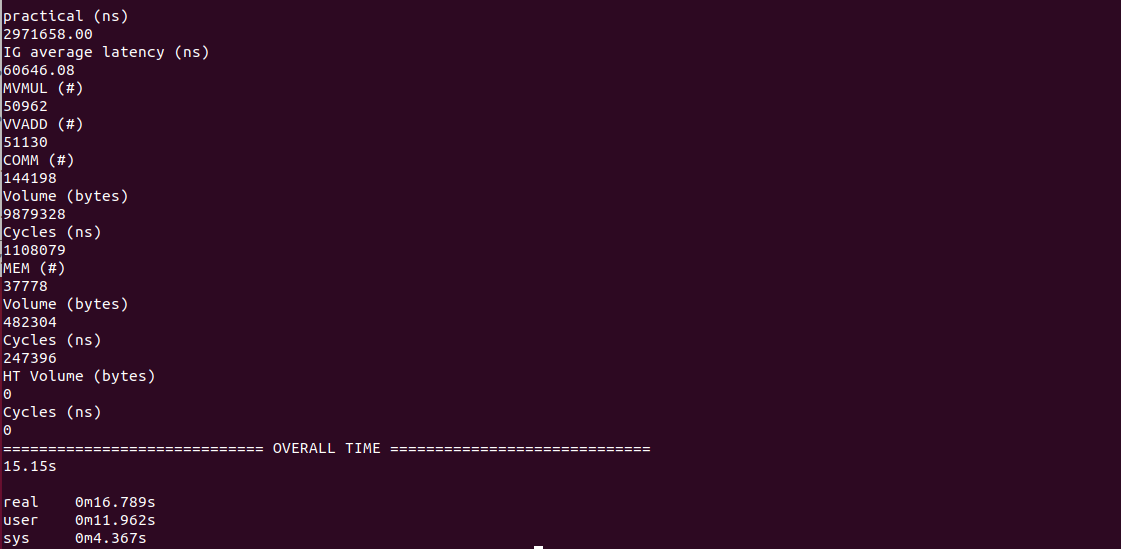 practical (ns)
2971658.00
IG average latency (ns)
60646.08
MVMUL (#)
50962
VVADD (#)
51130
COMM (#)
144198
Volume (bytes)
9879328
Cycles (ns)
1108079
MEM (#)
37778
Volume (bytes)
482304
Cycles (ns)
247396
HT Volume (bytes)
0
Cycles (ns)
0
============================= OVERALL TIME =============================
15.15s
real    0m16.789s
user    0m11.962s
sys     0m4.367s